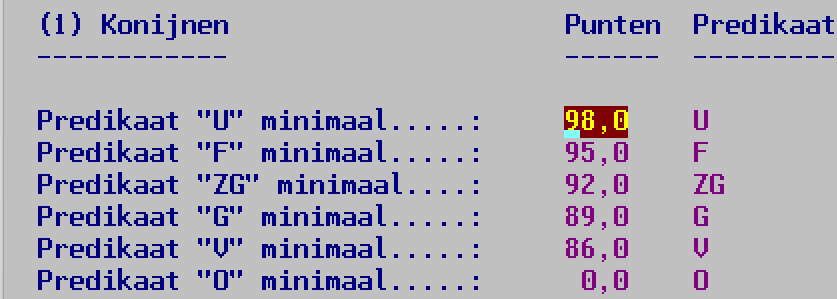 (1) Konijnen Punten Predikaat
------------ ------ ---------
Predikaat "U" minimaal.....: 98,0 U
Predikaat "F" minimaal.....: 95,0 F
Predikaat "ZG" minimaal....: 92,0 ZG
Predikaat "G" minimaal.....: 89,0 G
Predikaat "V" minimaal.....: 86,0 V
Predikaat "O" minimaal.....: 0,0 O